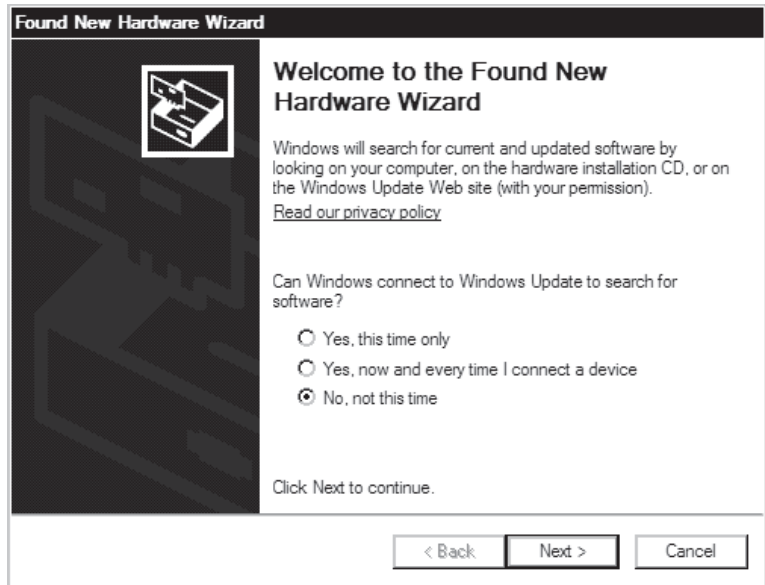 Found New Hardware Wizard
Welcome to the Found New
Hardware Wizard
Windows will search for current and updated software by
looking on your computer, on the hardware installation CD, or on
the Windows Update Web site (with your permission).
Read our privacy policy
Can Windows connect to Windows Update to search for
software?
Yes, this time only
Yes, now and every time I connect a device
No, not this time
Click Next to continue.
< Back Next > Cancel